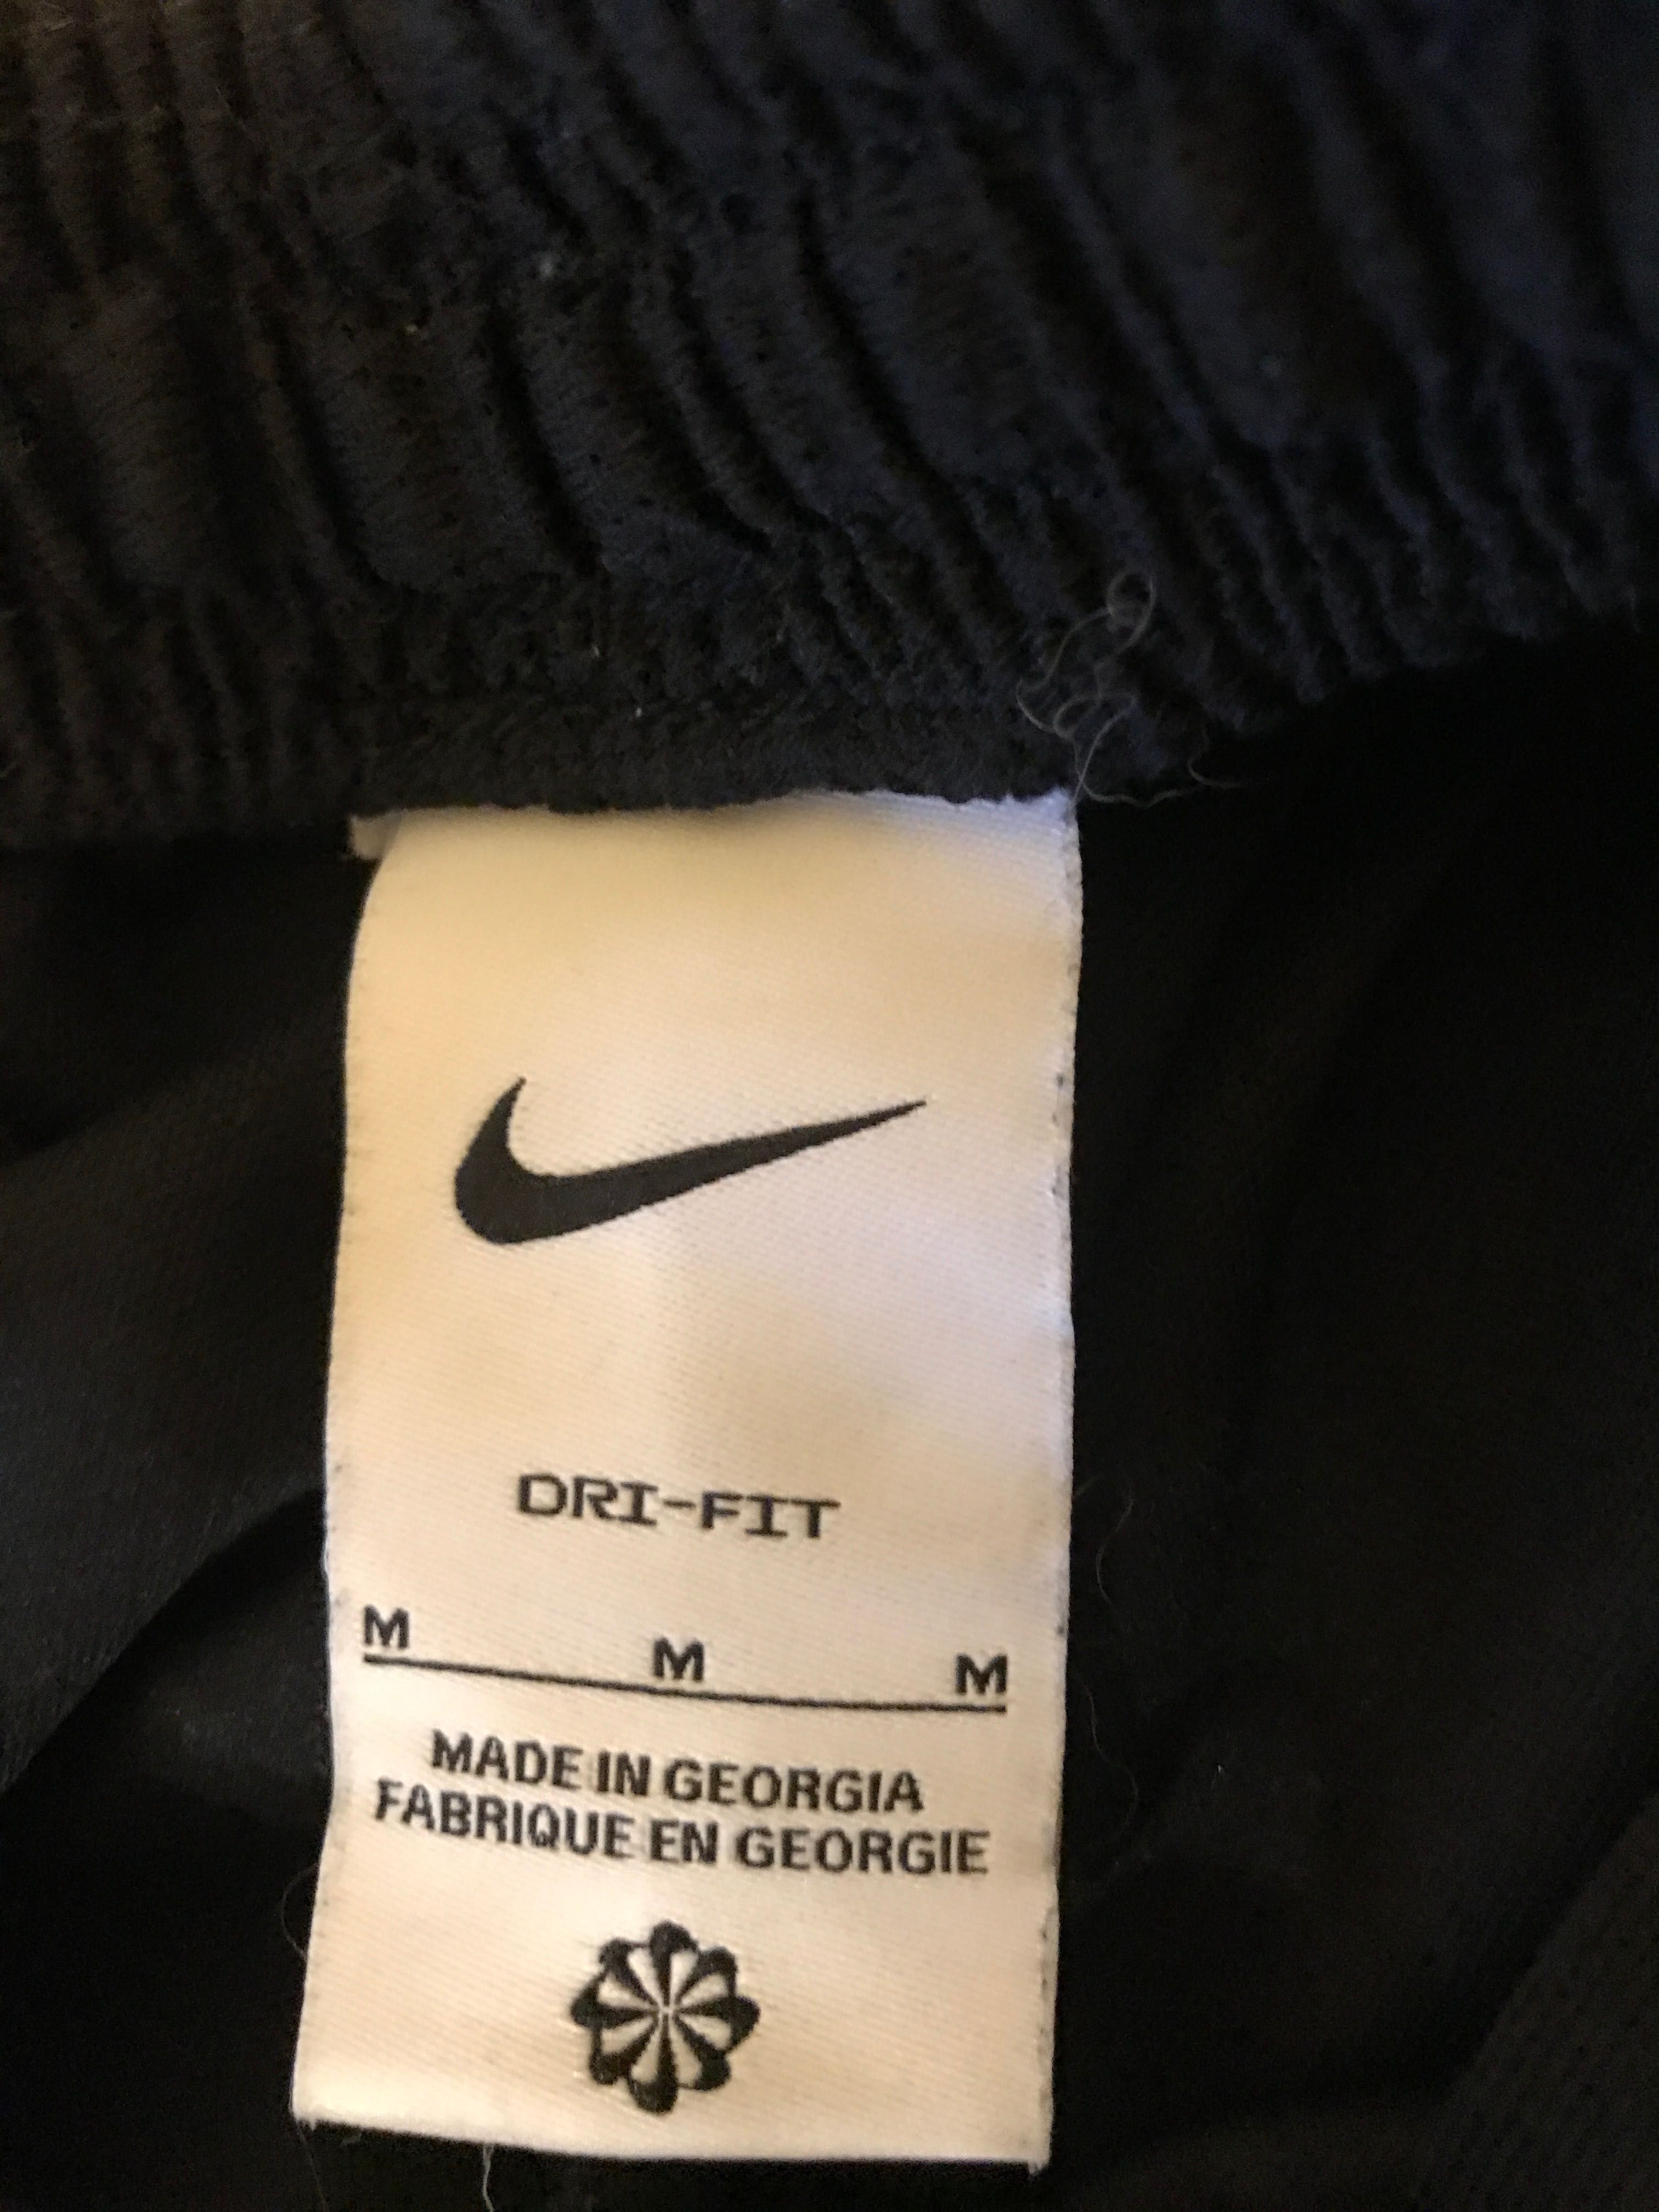 DRI-FIT
M M M
MADE IN GEORGIA
FABRIQUE EN GEORGIE